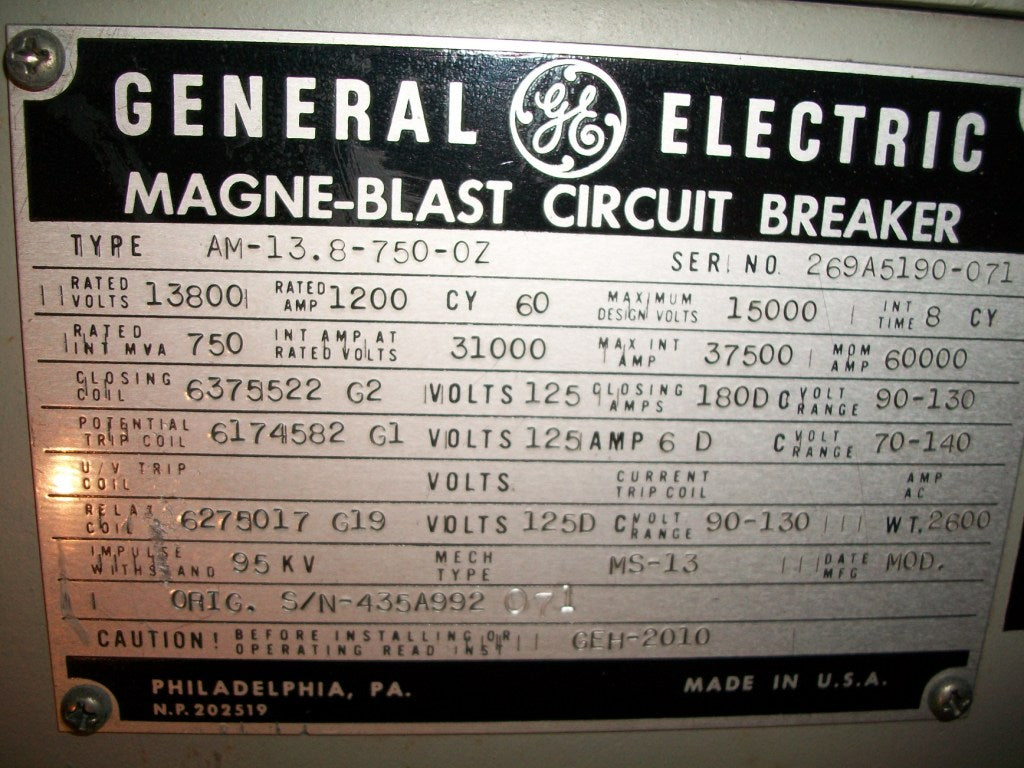 GENERAL GE ELECTRIC
MAGNE-BLAST CIRCUIT BREAKER
TYPE AM-13.8-750-0Z SER. NO. 269A5190-071
RATED VOLTS 13800 RATED AMP 1200 CY 60 MAXIMUM DESIGN VOLTS 15000 INT TIME 8 CY
RATED INT MVA 750 INT AMP AT RATED VOLTS 31000 MAX INT AMP 37500 MOM AMP 60000
CLOSING COIL 6375522 G2 VOLTS 125 CLOSING AMPS 180D C VOLT RANGE 90-130
POTENTIAL TRIP COIL 6174582 G1 VOLTS 125 AMP 6 D C VOLT RANGE 70-140
U/V TRIP COIL VOLTS CURRENT TRIP COIL AMP AC
RELAY COIL 6275017 G19 VOLTS 125D C VOLT RANGE 90-130 WT. 2600
IMPULSE WITHSTAND 95 KV MECH TYPE MS-13 DATE MFG MOD.
ORIG. S/N-435A992 071
CAUTION! BEFORE INSTALLING OR OPERATING READ INST GEH-2010
PHILADELPHIA, PA. MADE IN U.S.A.
N.P. 202519